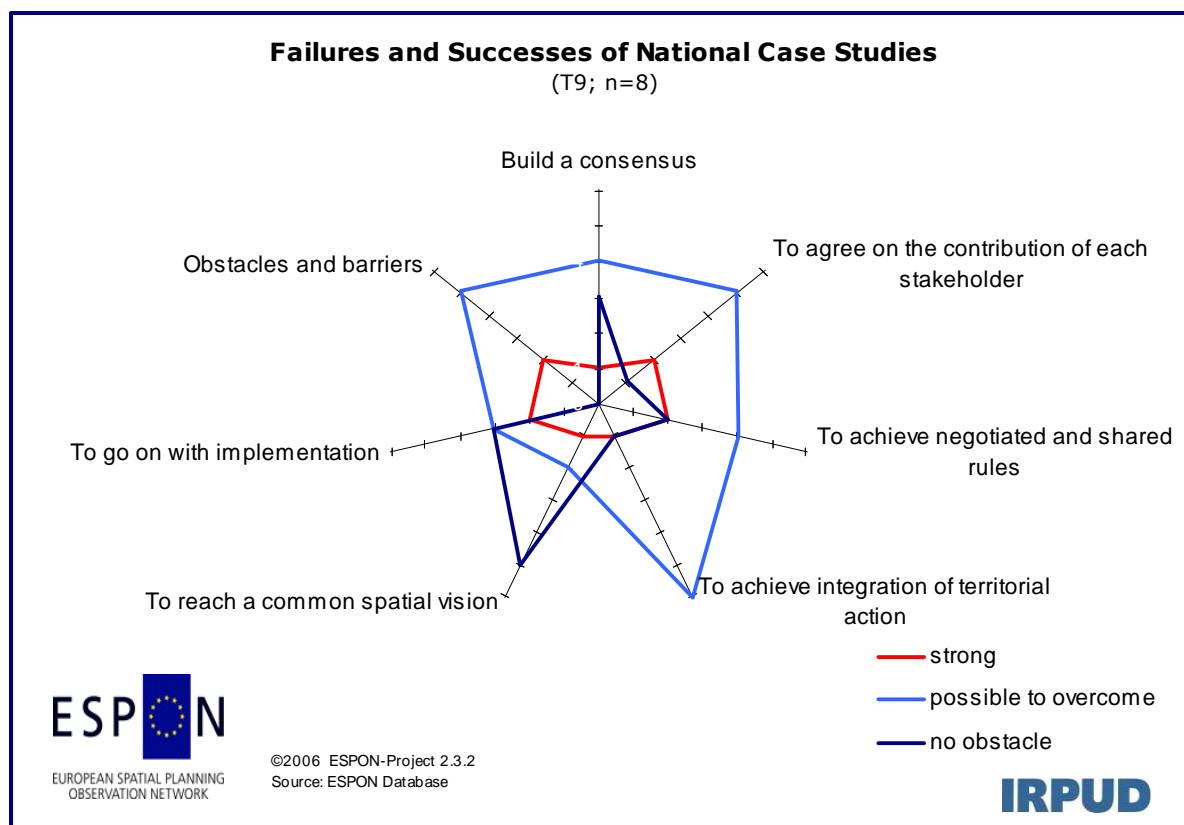 Failures and Successes of National Case Studies
(T9; n=8)
Build a consensus
To agree on the contribution of each
stakeholder
Obstacles and barriers
To achieve negotiated and shared
rules
To go on with implementation
To achieve integration of territorial
action
To reach a common spatial vision
strong
possible to overcome
no obstacle
ESPON
EUROPEAN SPATIAL PLANNING
OBSERVATION NETWORK
©2006 ESPON-Project 2.3.2
Source: ESPON Database
IRPUD